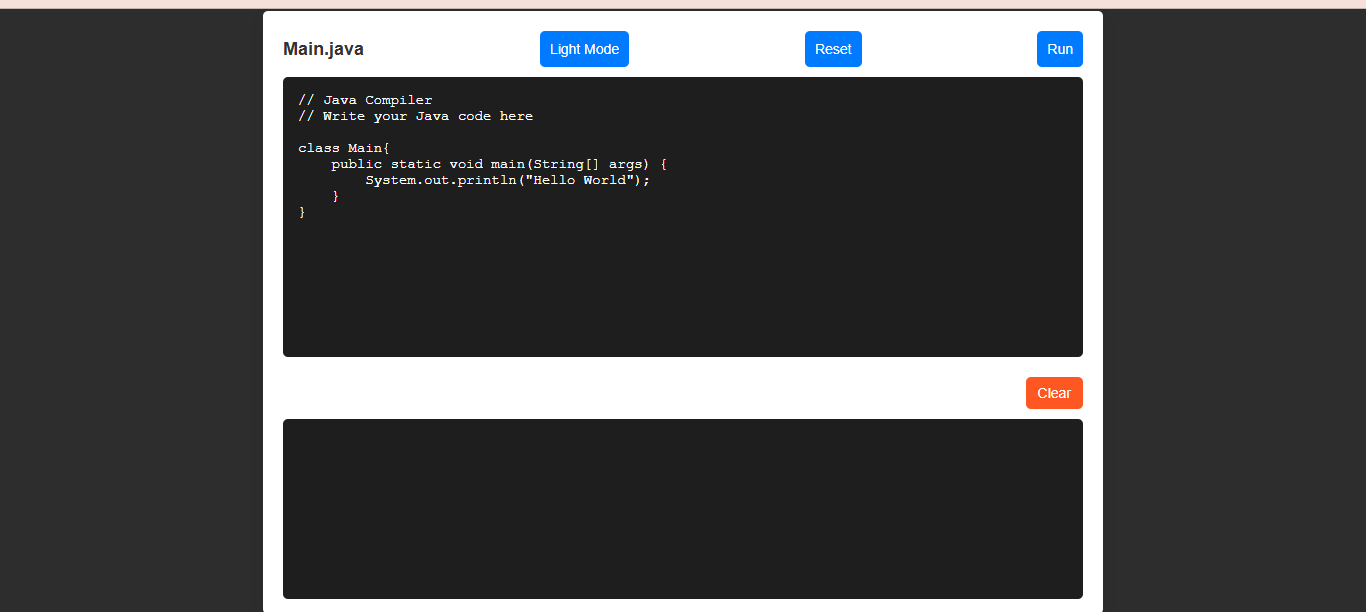 Main.java
Light Mode
Reset
Run
// Java Compiler
// Write your Java code here
class Main{
    public static void main(String[] args) {
        System.out.println("Hello World");
    }
}
Clear